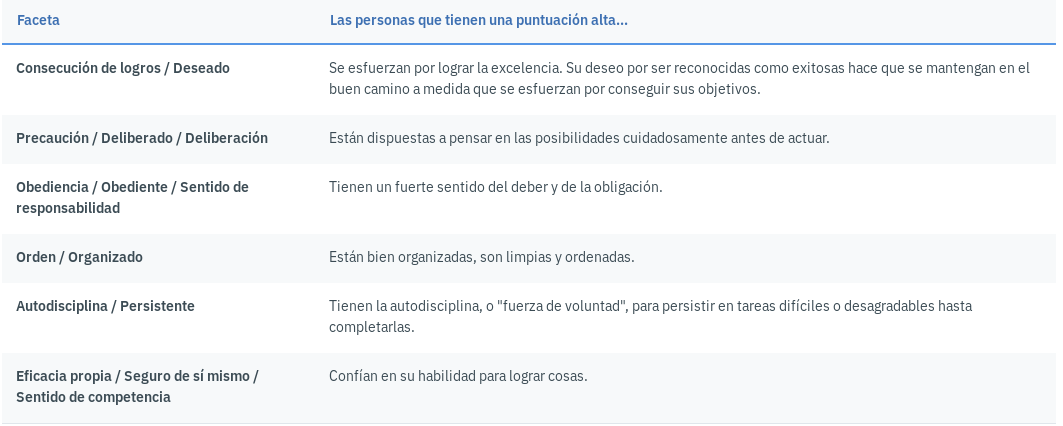 Faceta
Las personas que tienen una puntuación alta...
Consecución de logros / Deseado
Se esfuerzan por lograr la excelencia. Su deseo por ser reconocidas como exitosas hace que se mantengan en el
buen camino a medida que se esfuerzan por conseguir sus objetivos.
Precaución / Deliberado / Deliberación
Están dispuestas a pensar en las posibilidades cuidadosamente antes de actuar.
Obediencia / Obediente / Sentido de
responsabilidad
Tienen un fuerte sentido del deber y de la obligación.
Orden / Organizado
Están bien organizadas, son limpias y ordenadas.
Autodisciplina / Persistente
Tienen la autodisciplina, o "fuerza de voluntad", para persistir en tareas difíciles o desagradables hasta
completarlas.
Eficacia propia / Seguro de sí mismo /
Sentido de competencia
Confían en su habilidad para lograr cosas.